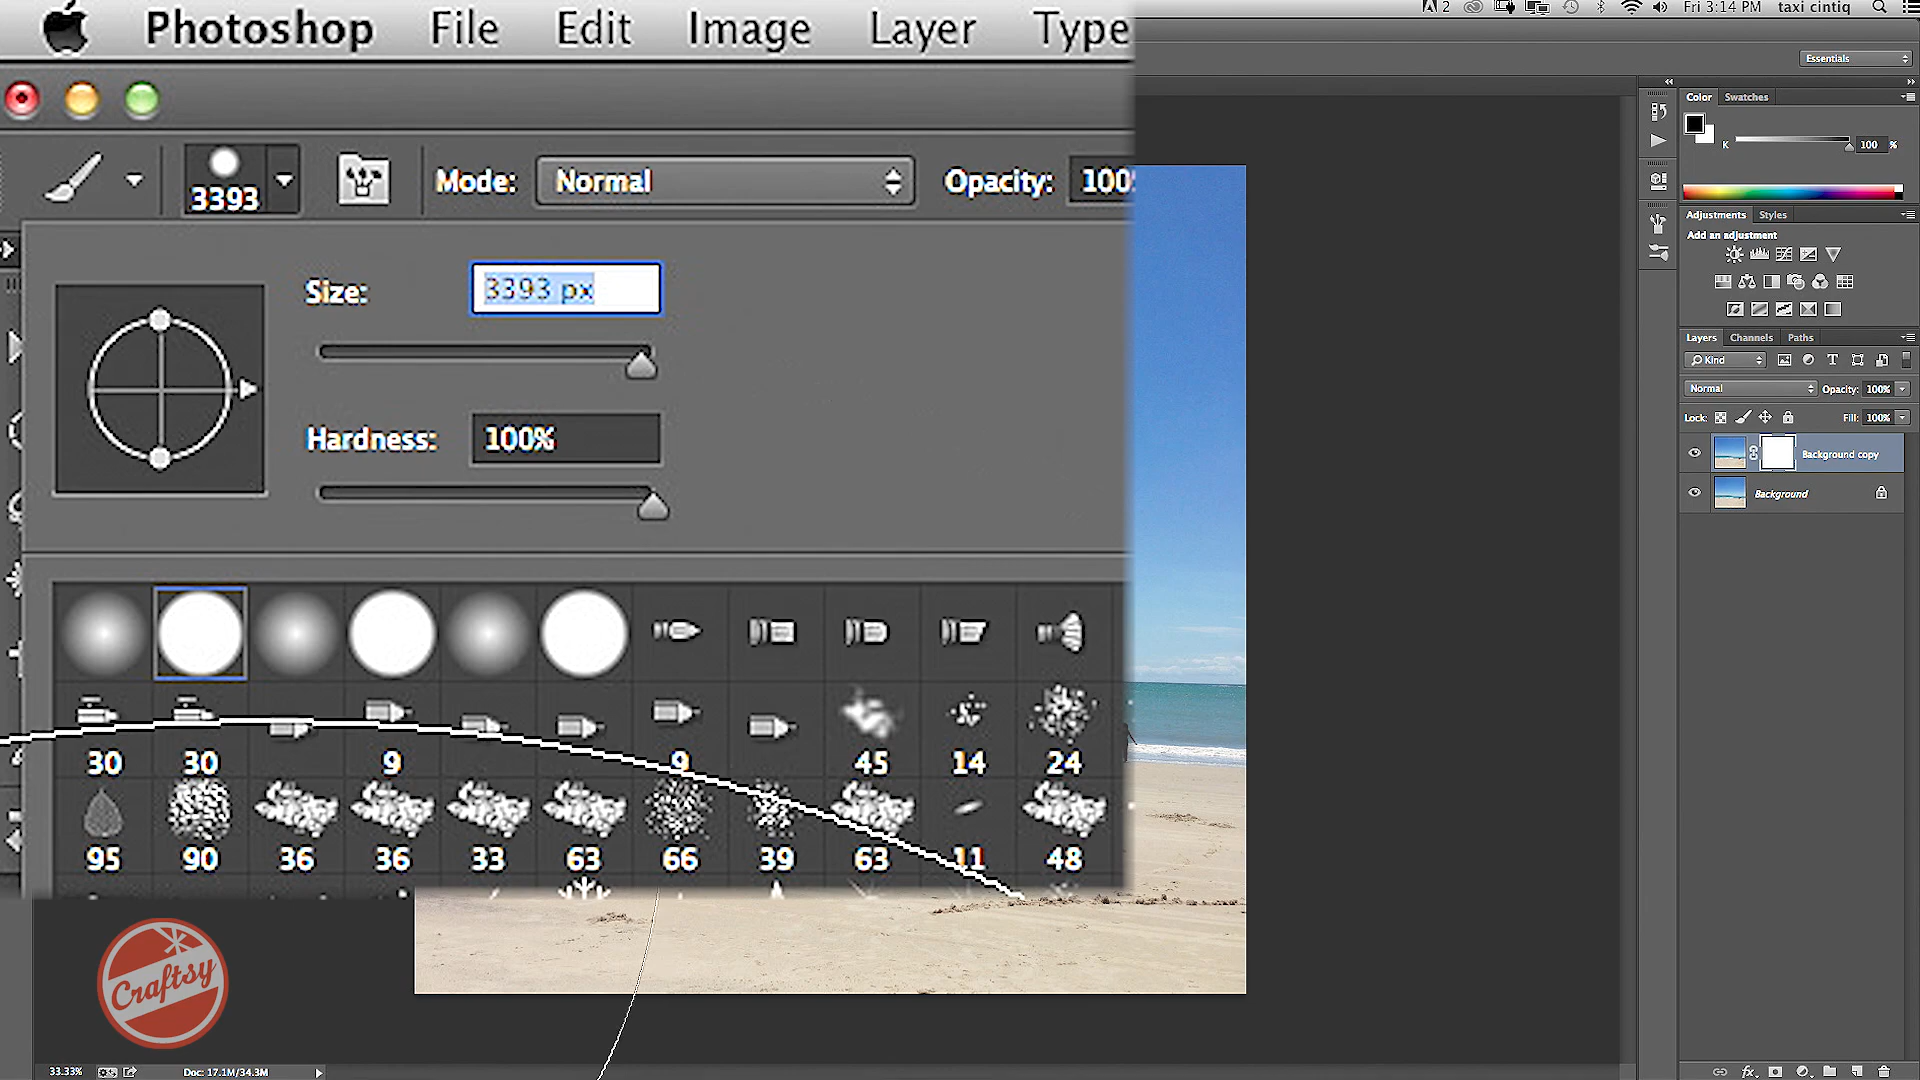 Photoshop File Edit Image Layer Type
2 Fri 3:14 PM taxi cintiq
Essentials
3393 Mode: Normal Opacity: 100%
Size: 3393 px
Hardness: 100%
30 30 9 9 45 14 24
95 90 36 36 33 63 66 39 63 11 48
Color Swatches
K 100 %
Adjustments Styles
Add an adjustment
Layers Channels Paths
Kind
Normal Opacity: 100%
Lock: Fill: 100%
Background copy
Background
Craftsy
33.33% Doc: 17.1M/34.3M
fx